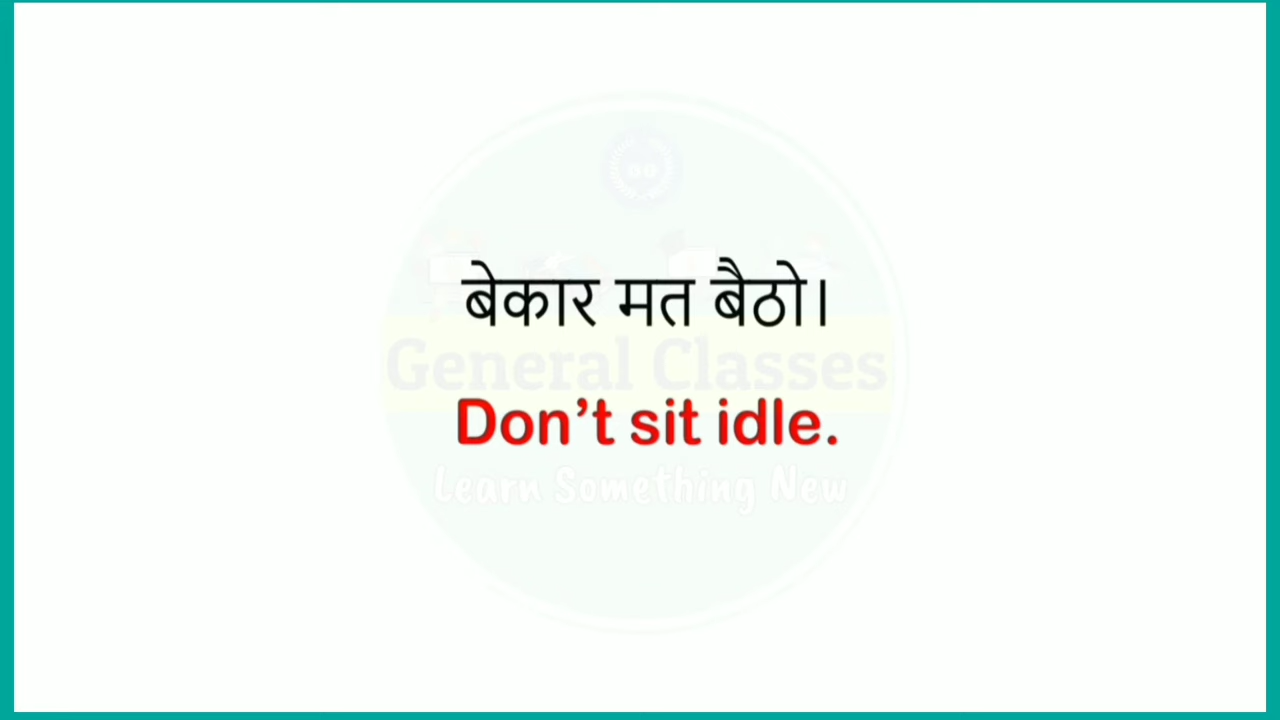 बेकार मत बैठो।
General Classes
Don't sit idle.
Learn Something New